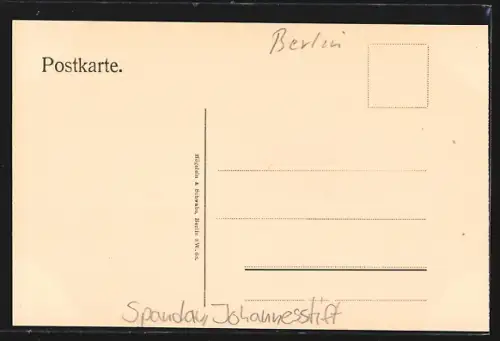 Berlin
Postkarte.
Spandau Johannesstift